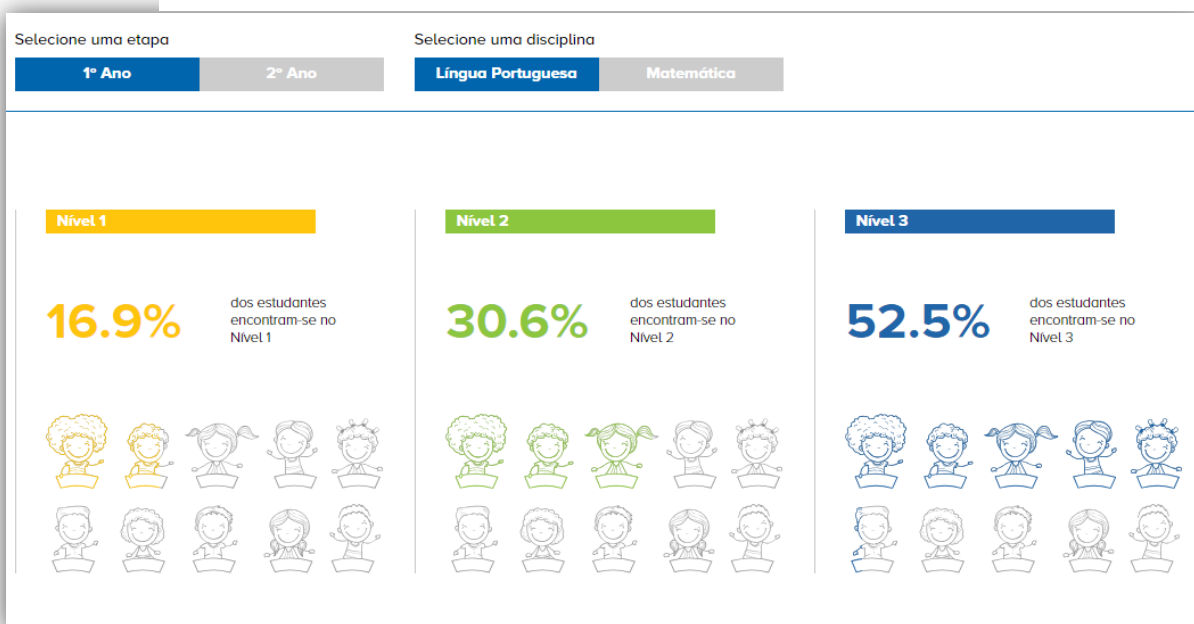 Selecione uma etapa
Selecione uma disciplina
1º Ano
2º Ano
Língua Portuguesa
Matemática
Nível 1
Nível 2
Nível 3
16.9%
dos estudantes
encontram-se no
Nível 1
30.6%
dos estudantes
encontram-se no
Nível 2
52.5%
dos estudantes
encontram-se no
Nível 3